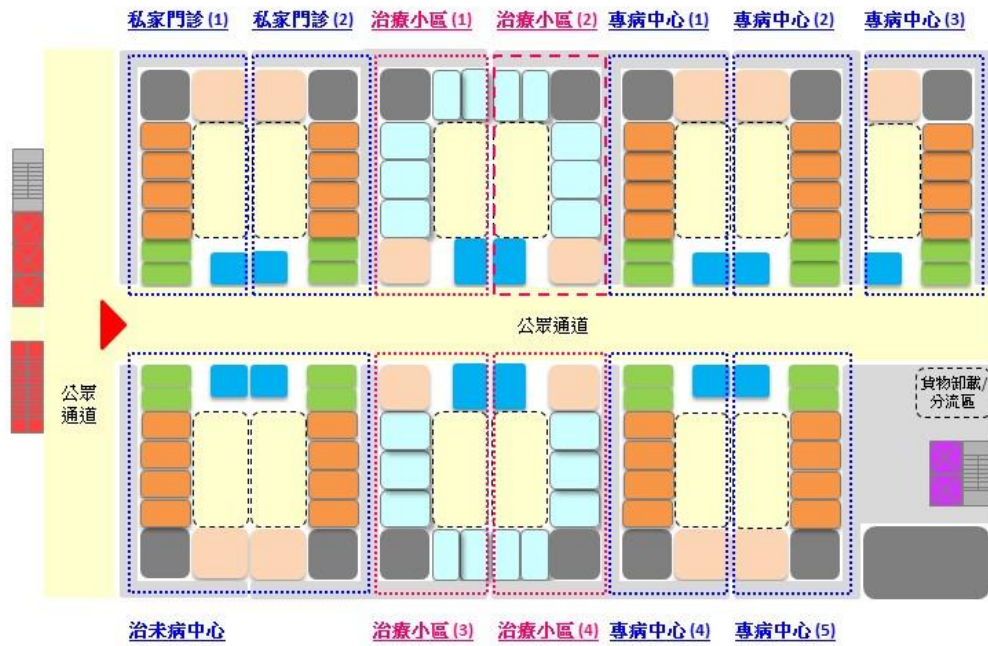 私家門診 (1)
私家門診 (2)
治療小區 (1)
治療小區 (2)
專病中心 (1)
專病中心 (2)
專病中心 (3)
公眾通道
公眾
通道
貨物卸載/
分流區
治未病中心
治療小區 (3)
治療小區 (4)
專病中心 (4)
專病中心 (5)